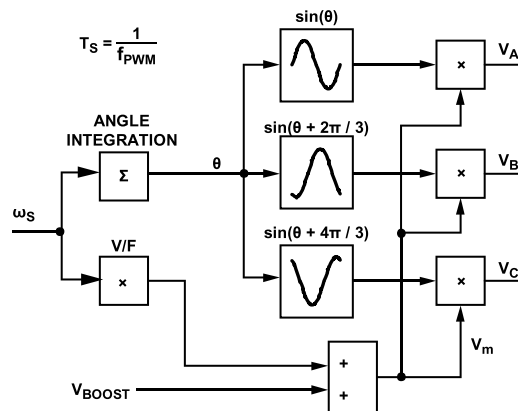 sin(θ)
T_S = 1 / f_PWM
V_A
×
ANGLE
INTEGRATION
sin(θ + 2π / 3)
V_B
Σ
θ
×
ω_S
sin(θ + 4π / 3)
V/F
V_C
×
×
V_m
+
V_BOOST
+